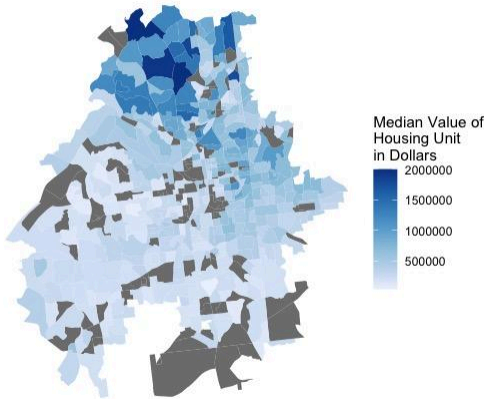 Median Value of
Housing Unit
in Dollars
2000000
1500000
1000000
500000